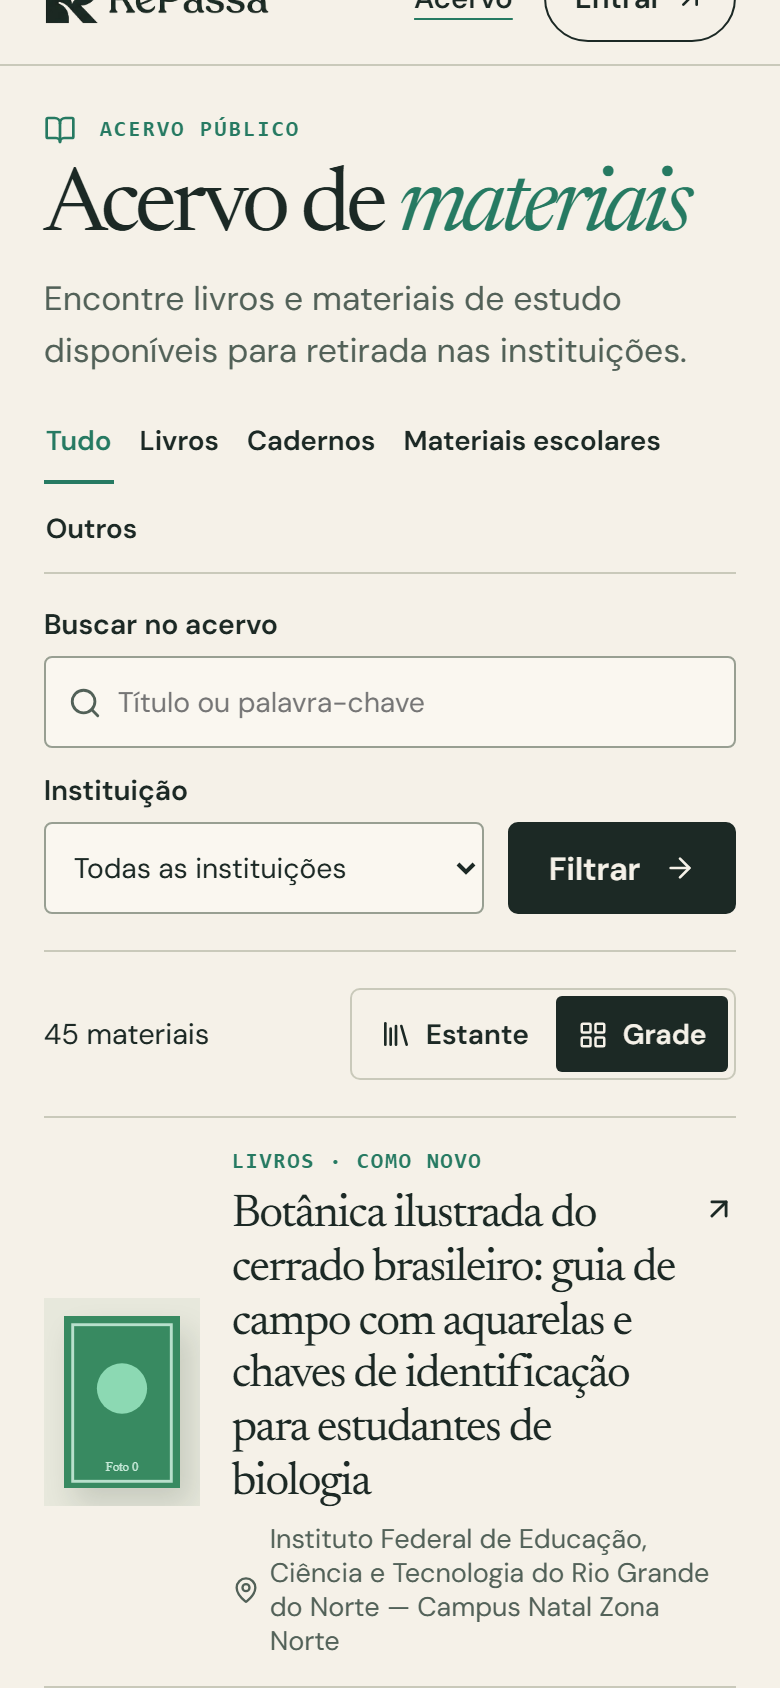 RePassa
Acervo
Entrar
ACERVO PÚBLICO
Acervo de materiais
Encontre livros e materiais de estudo
disponíveis para retirada nas instituições.
Tudo Livros Cadernos Materiais escolares
Outros
Buscar no acervo
Título ou palavra-chave
Instituição
Todas as instituições
Filtrar
45 materiais
Estante
Grade
LIVROS · COMO NOVO
Botânica ilustrada do
cerrado brasileiro: guia de
campo com aquarelas e
chaves de identificação
para estudantes de
biologia
Foto 0
Instituto Federal de Educação,
Ciência e Tecnologia do Rio Grande
do Norte — Campus Natal Zona
Norte